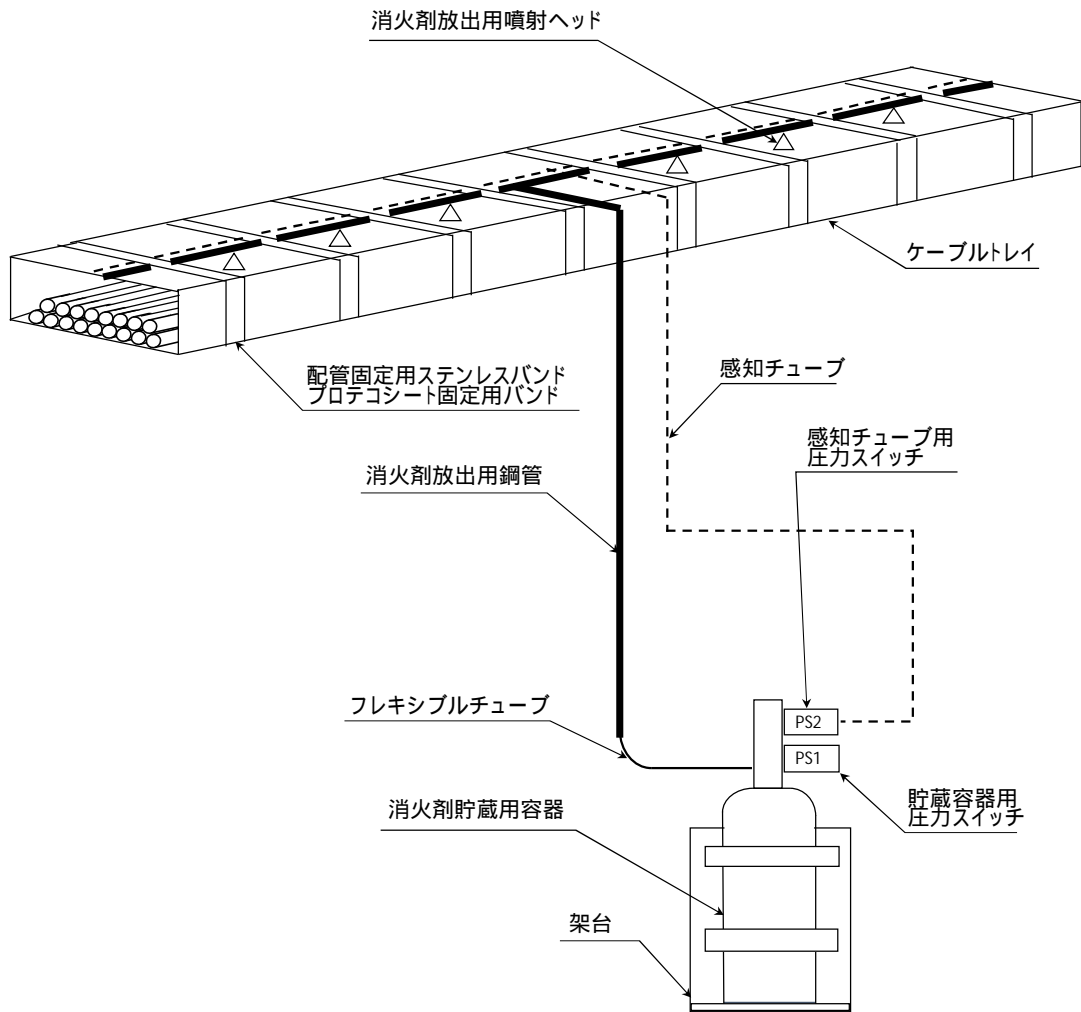 消火剤放出用噴射ヘッド
ケーブルトレイ
配管固定用ステンレスバンド
プロテコシート固定用バンド
感知チューブ
感知チューブ用
圧力スイッチ
消火剤放出用鋼管
フレキシブルチューブ
PS2
PS1
貯蔵容器用
圧力スイッチ
消火剤貯蔵用容器
架台